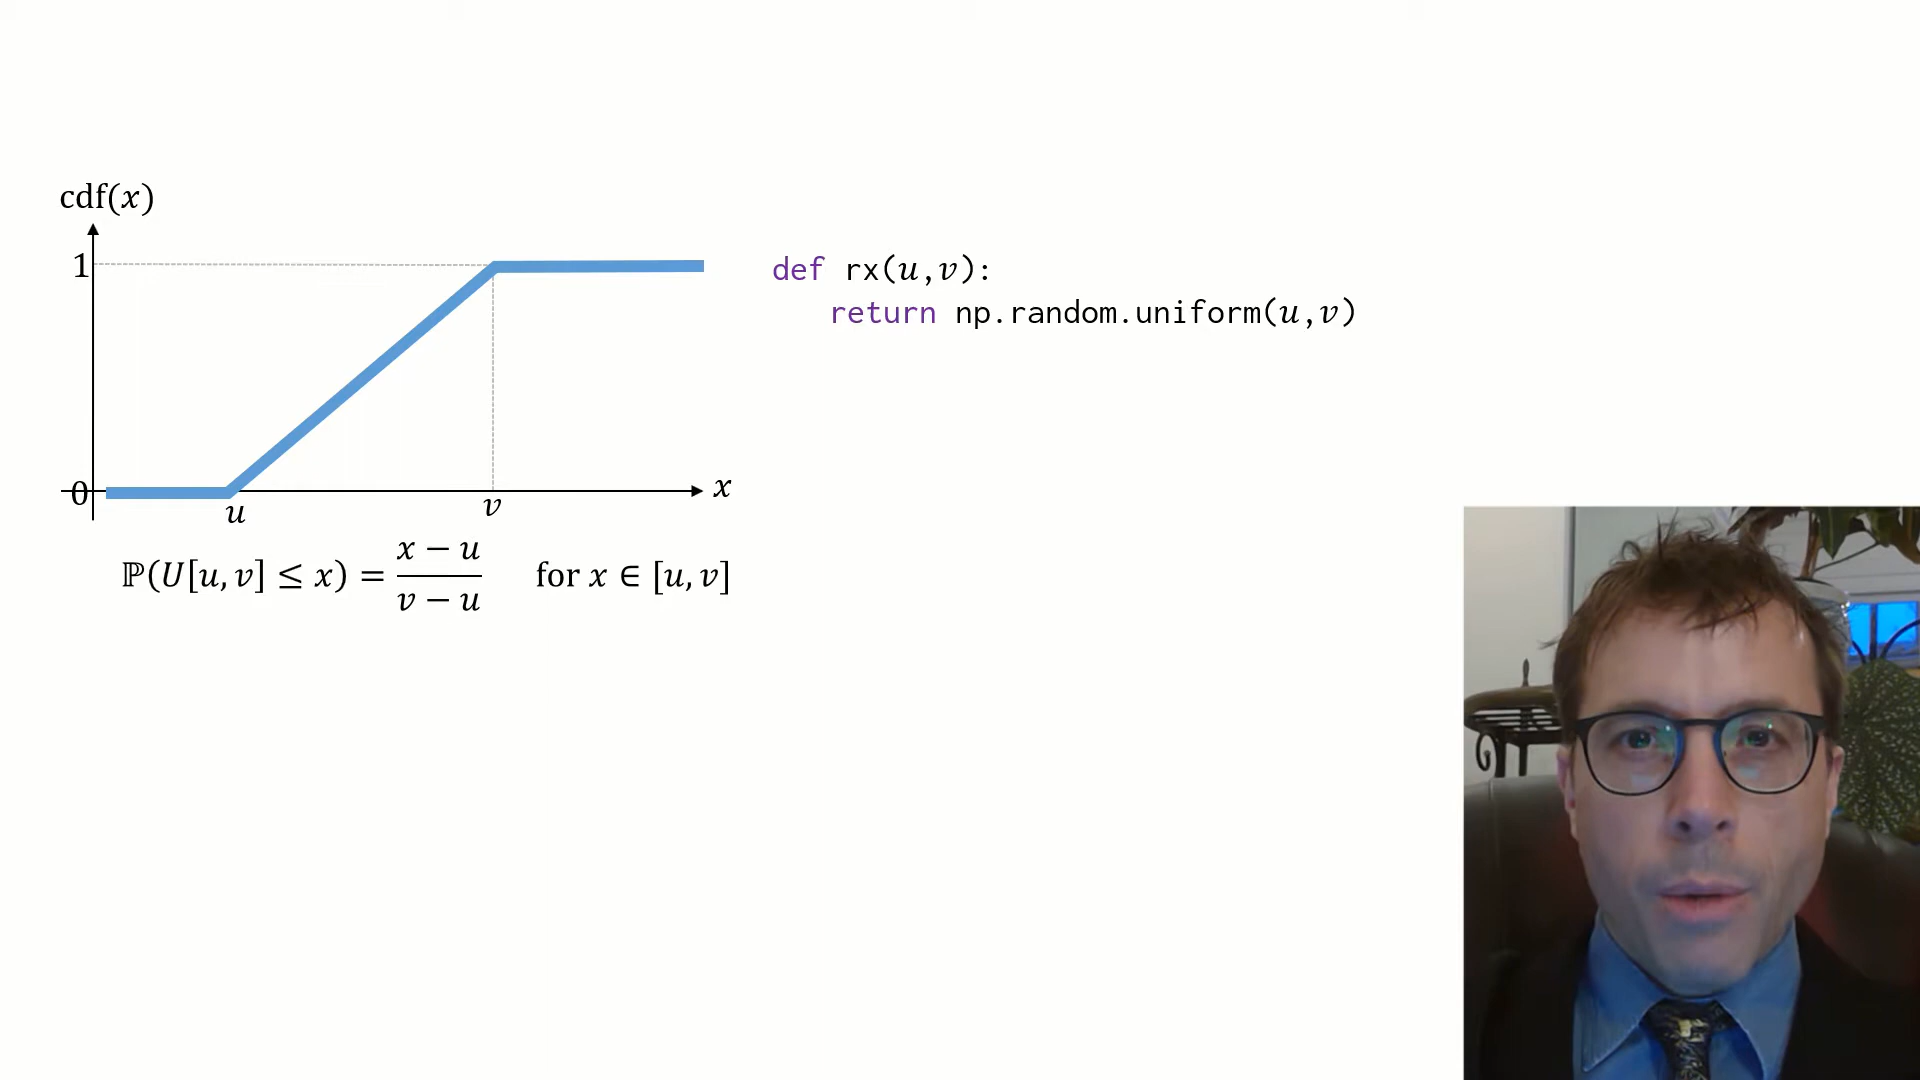 cdf(x)
1
0
u
v
x
ℙ(U[u, v] ≤ x) = (x − u)/(v − u) for x ∈ [u, v]
def rx(u,v):
return np.random.uniform(u,v)